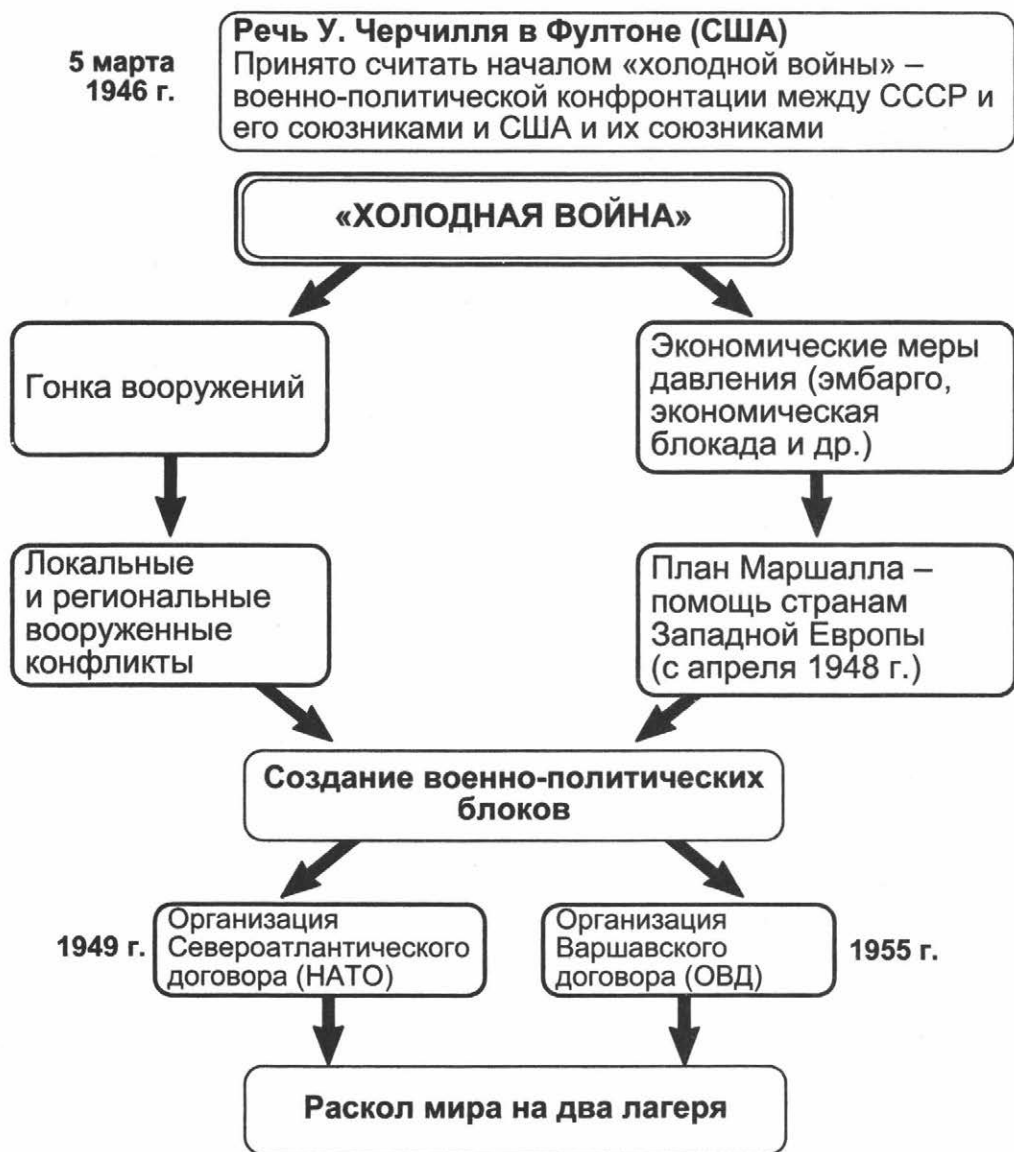 5 марта
1946 г.
Речь У. Черчилля в Фултоне (США)
Принято считать началом «холодной войны» –
военно-политической конфронтации между СССР и
его союзниками и США и их союзниками
«ХОЛОДНАЯ ВОЙНА»
Гонка вооружений
Экономические меры
давления (эмбарго,
экономическая
блокада и др.)
Локальные
и региональные
вооруженные
конфликты
План Маршалла –
помощь странам
Западной Европы
(с апреля 1948 г.)
Создание военно-политических
блоков
1949 г.
Организация
Североатлантического
договора (НАТО)
Организация
Варшавского
договора (ОВД)
1955 г.
Раскол мира на два лагеря